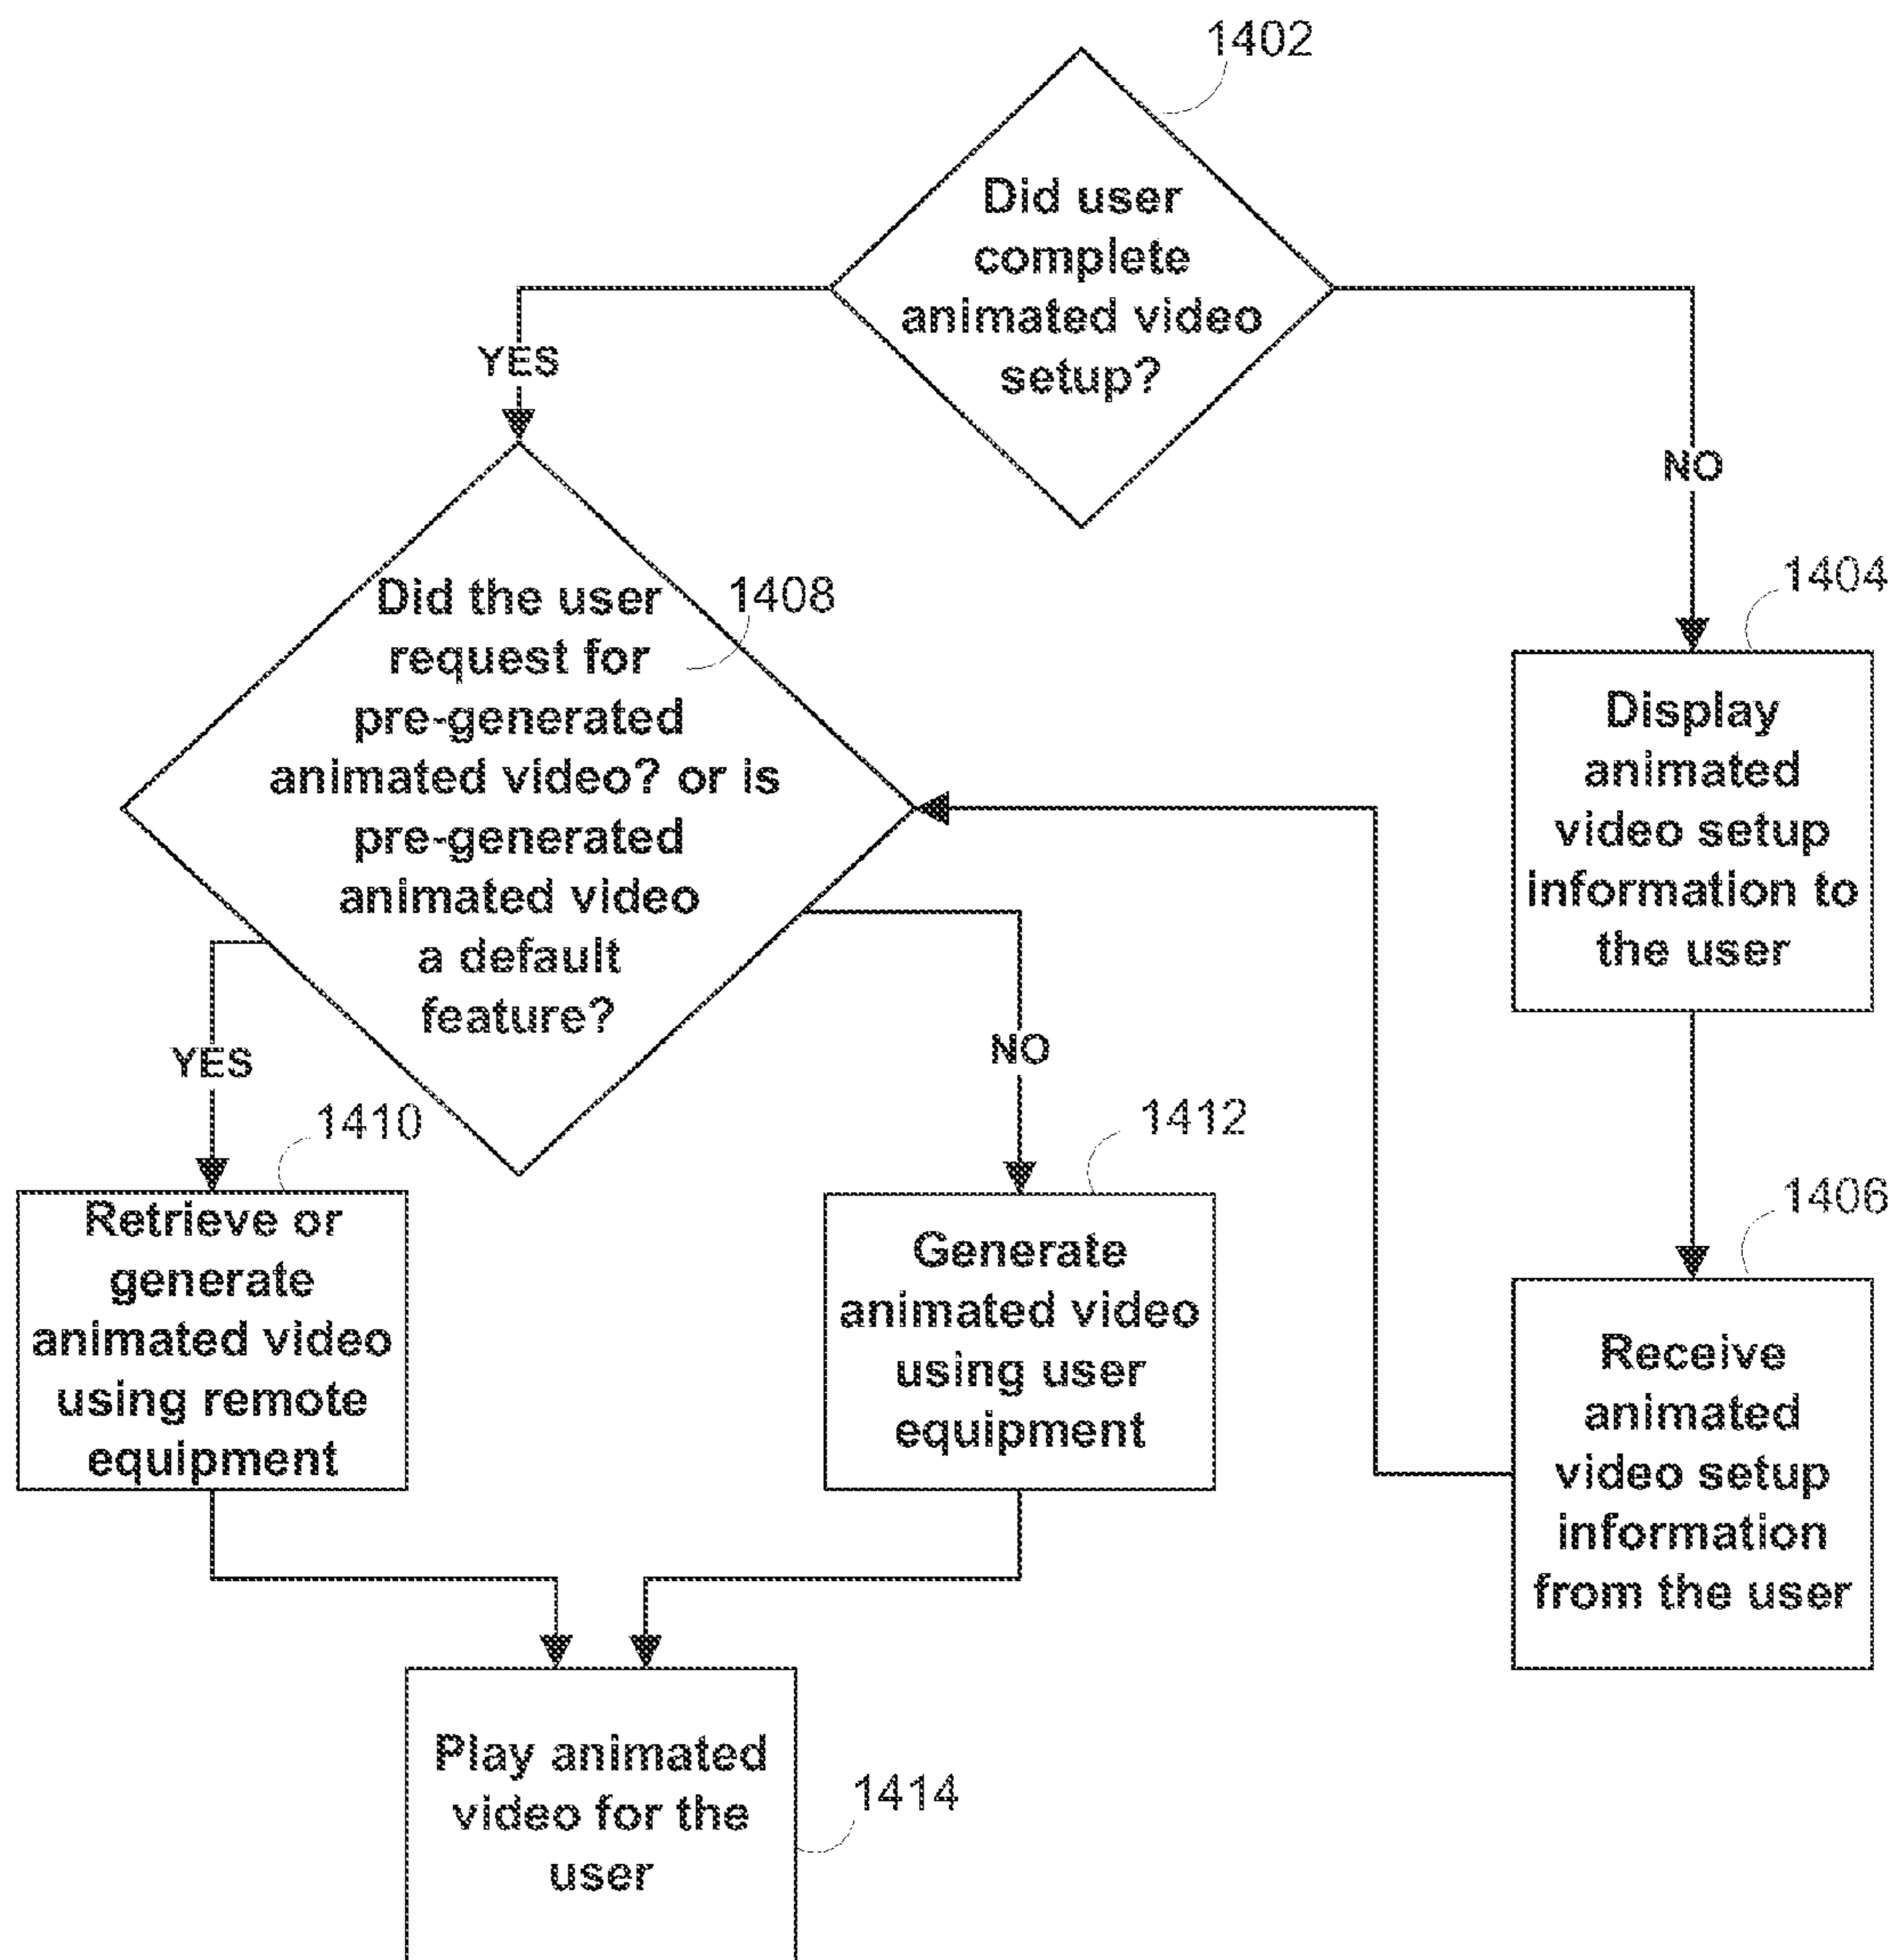 1402
Did user
complete
animated video
setup?
YES
NO
1408
Did the user
request for
pre-generated
animated video? or is
pre-generated
animated video
a default
feature?
1404
Display
animated
video setup
information to
the user
YES
NO
1410
Retrieve or
generate
animated video
using remote
equipment
1412
Generate
animated video
using user
equipment
1406
Receive
animated
video setup
information
from the user
Play animated
video for the
user
1414